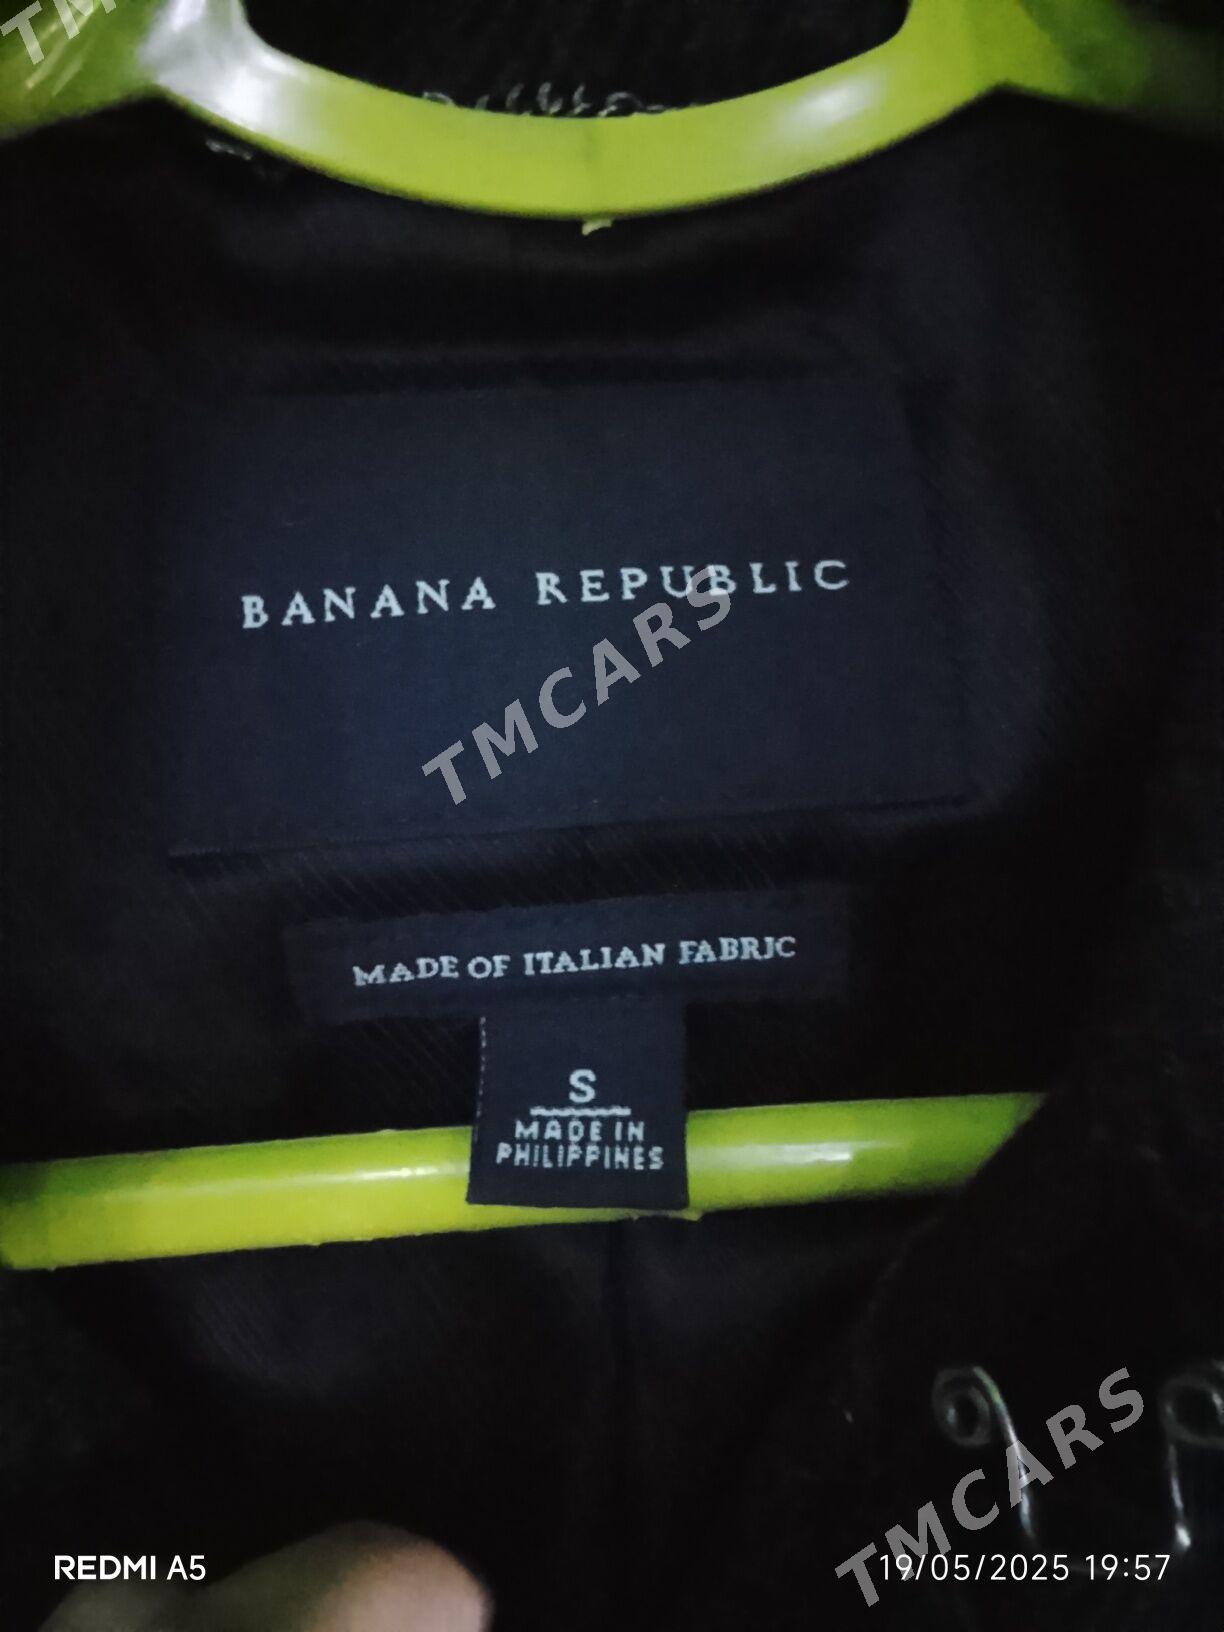 BANANA REPUBLIC
TMCARS
MADE OF ITALIAN FABRIC
S
MADE IN
PHILIPPINES
TMCARS
REDMI A5
19/05/2025 19:57